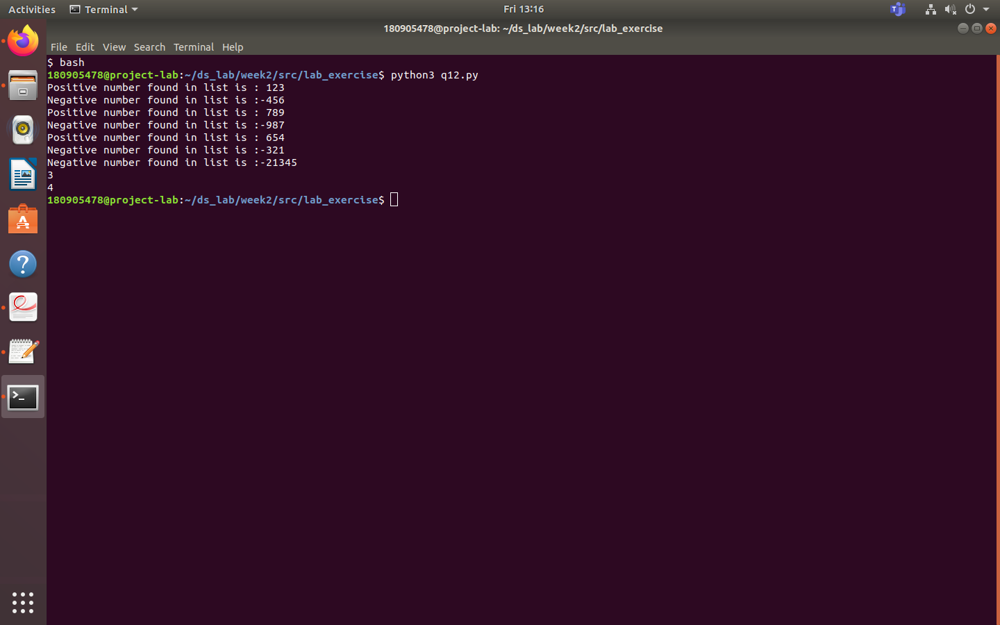 Activities Terminal Fri 13:16
180905478@project-lab: ~/ds_lab/week2/src/lab_exercise
File Edit View Search Terminal Help
$ bash
180905478@project-lab:~/ds_lab/week2/src/lab_exercise$ python3 q12.py
Positive number found in list is : 123
Negative number found in list is :-456
Positive number found in list is : 789
Negative number found in list is :-987
Positive number found in list is : 654
Negative number found in list is :-321
Negative number found in list is :-21345
3
4
180905478@project-lab:~/ds_lab/week2/src/lab_exercise$